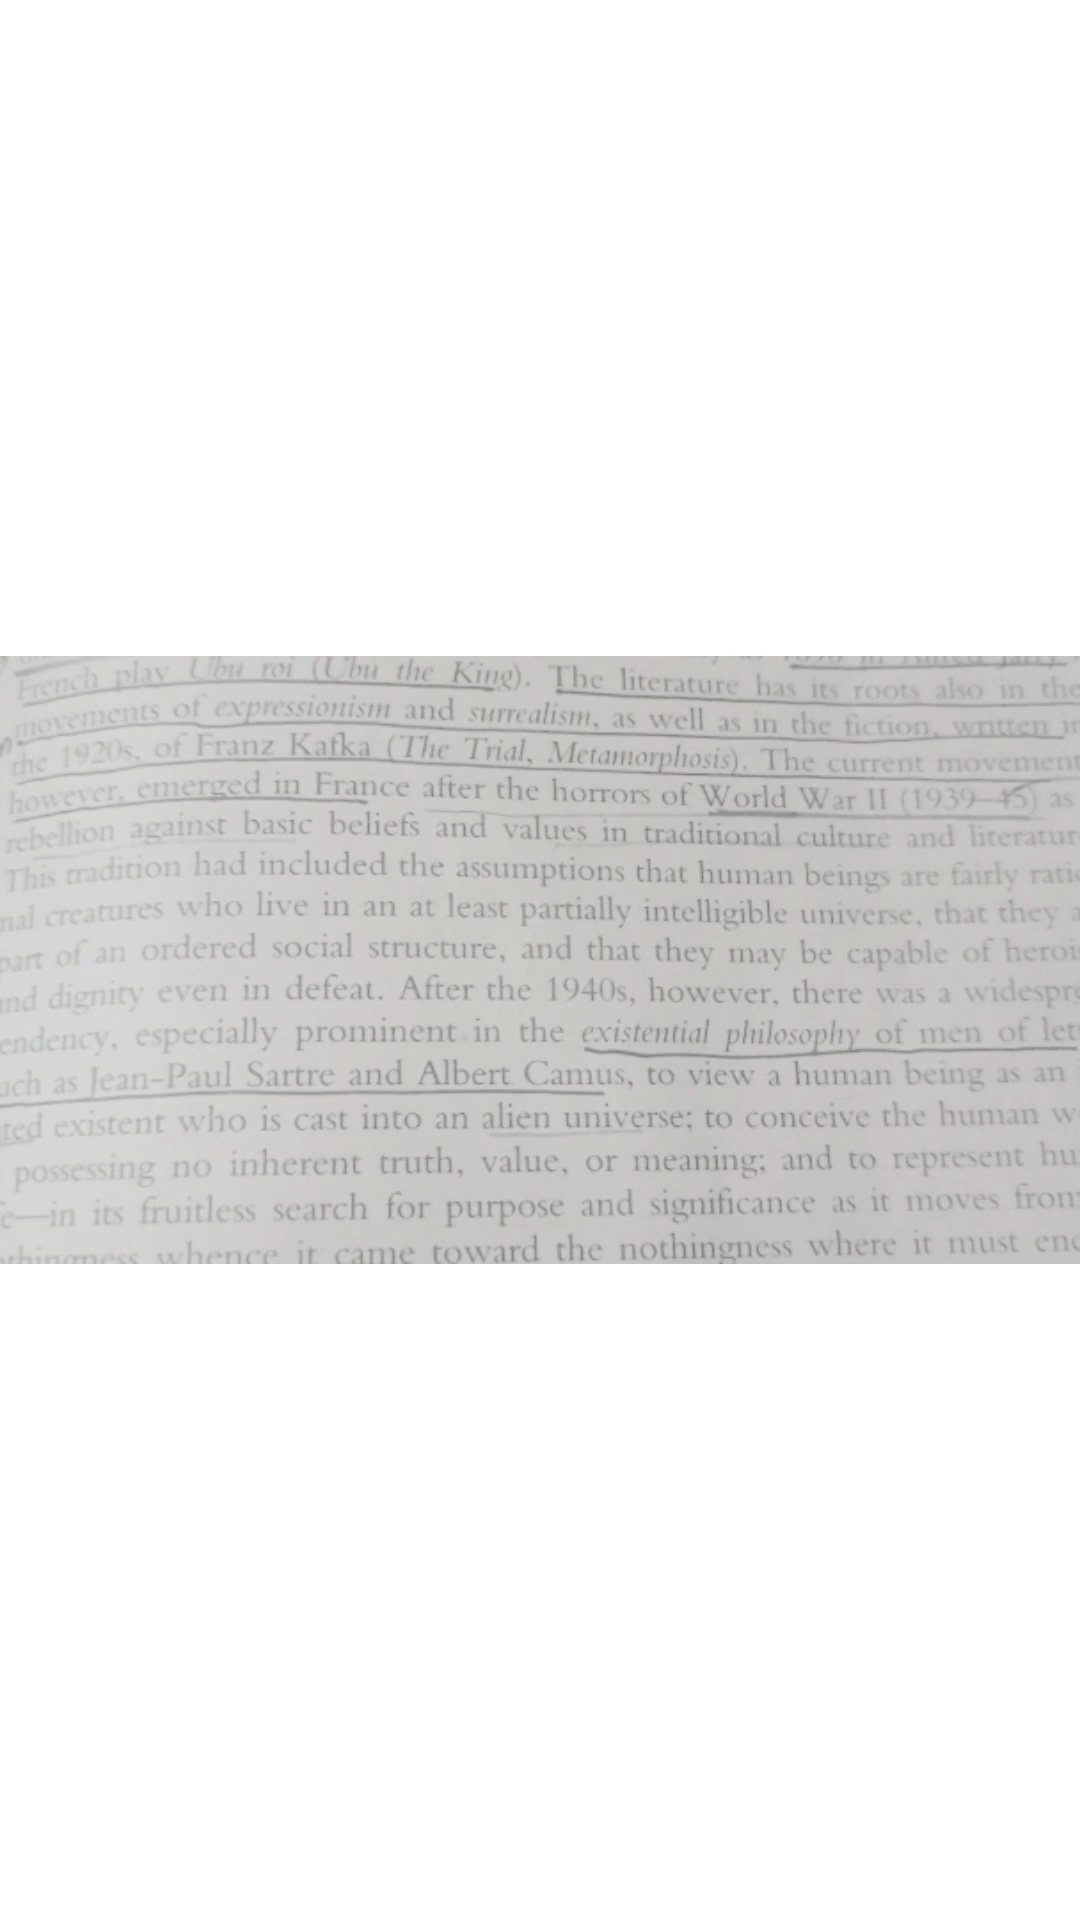 1896 in Alfred Jarry
French play Ubu roi (Ubu the King). The literature has its roots also in the
movements of expressionism and surrealism, as well as in the fiction, written in
the 1920s, of Franz Kafka (The Trial, Metamorphosis). The current movement
however, emerged in France after the horrors of World War II (1939–45) as
rebellion against basic beliefs and values in traditional culture and literatur
This tradition had included the assumptions that human beings are fairly ratio
nal creatures who live in an at least partially intelligible universe, that they a
part of an ordered social structure, and that they may be capable of herois
and dignity even in defeat. After the 1940s, however, there was a widespre
endency, especially prominent in the existential philosophy of men of let
uch as Jean-Paul Sartre and Albert Camus, to view a human being as an
ted existent who is cast into an alien universe; to conceive the human w
possessing no inherent truth, value, or meaning; and to represent hu
e—in its fruitless search for purpose and significance as it moves from
othingness whence it came toward the nothingness where it must end